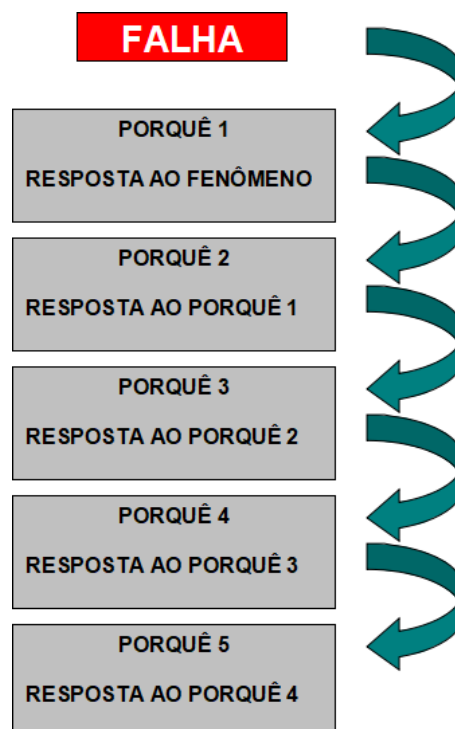 FALHA
PORQUÊ 1
RESPOSTA AO FENÔMENO
PORQUÊ 2
RESPOSTA AO PORQUÊ 1
PORQUÊ 3
RESPOSTA AO PORQUÊ 2
PORQUÊ 4
RESPOSTA AO PORQUÊ 3
PORQUÊ 5
RESPOSTA AO PORQUÊ 4